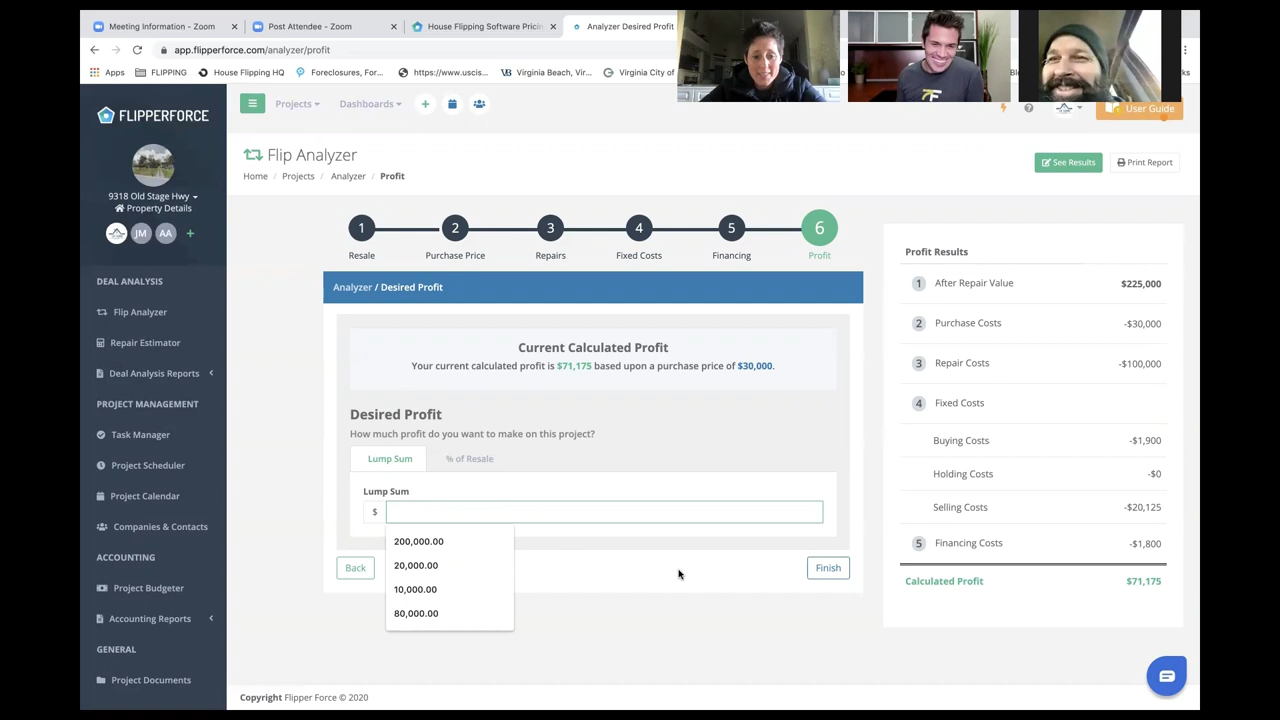 Meeting Information - Zoom
Post Attendee - Zoom
House Flipping Software Pricin
Analyzer Desired Profit
app.flipperforce.com/analyzer/profit
Apps
FLIPPING
House Flipping HQ
Foreclosures, For...
https://www.uscis...
Virginia Beach, Vir...
Virginia City of
FLIPPERFORCE
Projects
Dashboards
User Guide
9318 Old Stage Hwy
Property Details
JM
AA
Flip Analyzer
Home / Projects / Analyzer / Profit
See Results
Print Report
DEAL ANALYSIS
Flip Analyzer
Repair Estimator
Deal Analysis Reports
PROJECT MANAGEMENT
Task Manager
Project Scheduler
Project Calendar
Companies & Contacts
ACCOUNTING
Project Budgeter
Accounting Reports
GENERAL
Project Documents
1 2 3 4 5 6
Resale Purchase Price Repairs Fixed Costs Financing Profit
Analyzer / Desired Profit
Current Calculated Profit
Your current calculated profit is $71,175 based upon a purchase price of $30,000.
Desired Profit
How much profit do you want to make on this project?
Lump Sum
% of Resale
Lump Sum
$
200,000.00
20,000.00
10,000.00
80,000.00
Back
Finish
Profit Results
1 After Repair Value $225,000
2 Purchase Costs -$30,000
3 Repair Costs -$100,000
4 Fixed Costs
Buying Costs -$1,900
Holding Costs -$0
Selling Costs -$20,125
5 Financing Costs -$1,800
Calculated Profit $71,175
Copyright Flipper Force © 2020